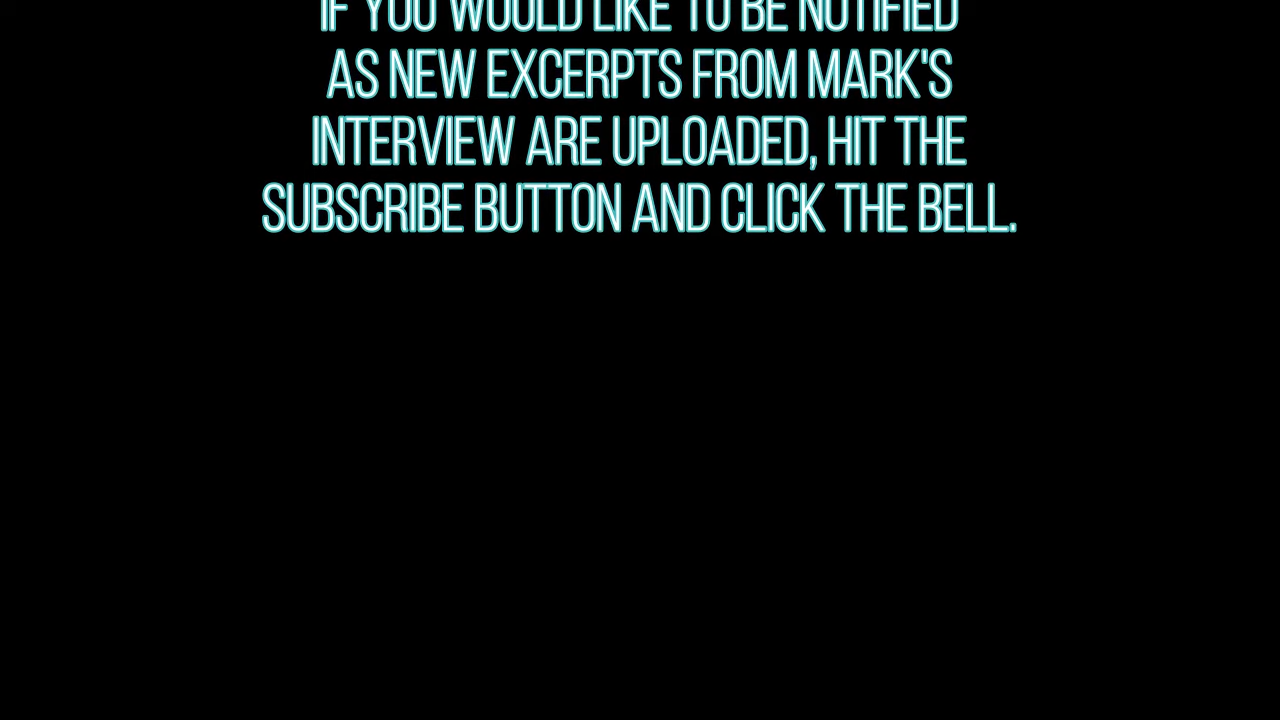 IF YOU WOULD LIKE TO BE NOTIFIED
AS NEW EXCERPTS FROM MARK'S
INTERVIEW ARE UPLOADED, HIT THE
SUBSCRIBE BUTTON AND CLICK THE BELL.